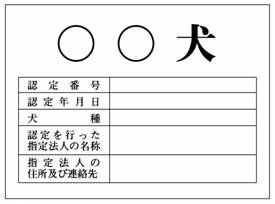 ○○犬
認定番号
認定年月日
犬種
認定を行った
指定法人の名称
指定法人の
住所及び連絡先